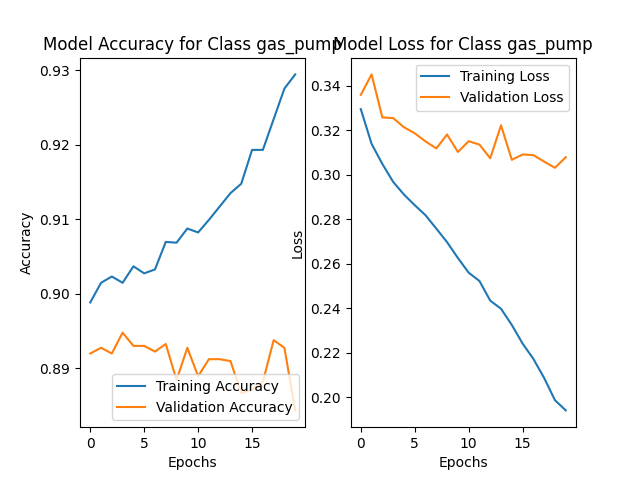 Model Accuracy for Class gas_pump
0.93
0.92
0.91
0.90
0.89
Accuracy
Training Accuracy
Validation Accuracy
0 5 10 15
Epochs
Model Loss for Class gas_pump
0.34
0.32
0.30
0.28
0.26
0.24
0.22
0.20
Loss
Training Loss
Validation Loss
0 5 10 15
Epochs